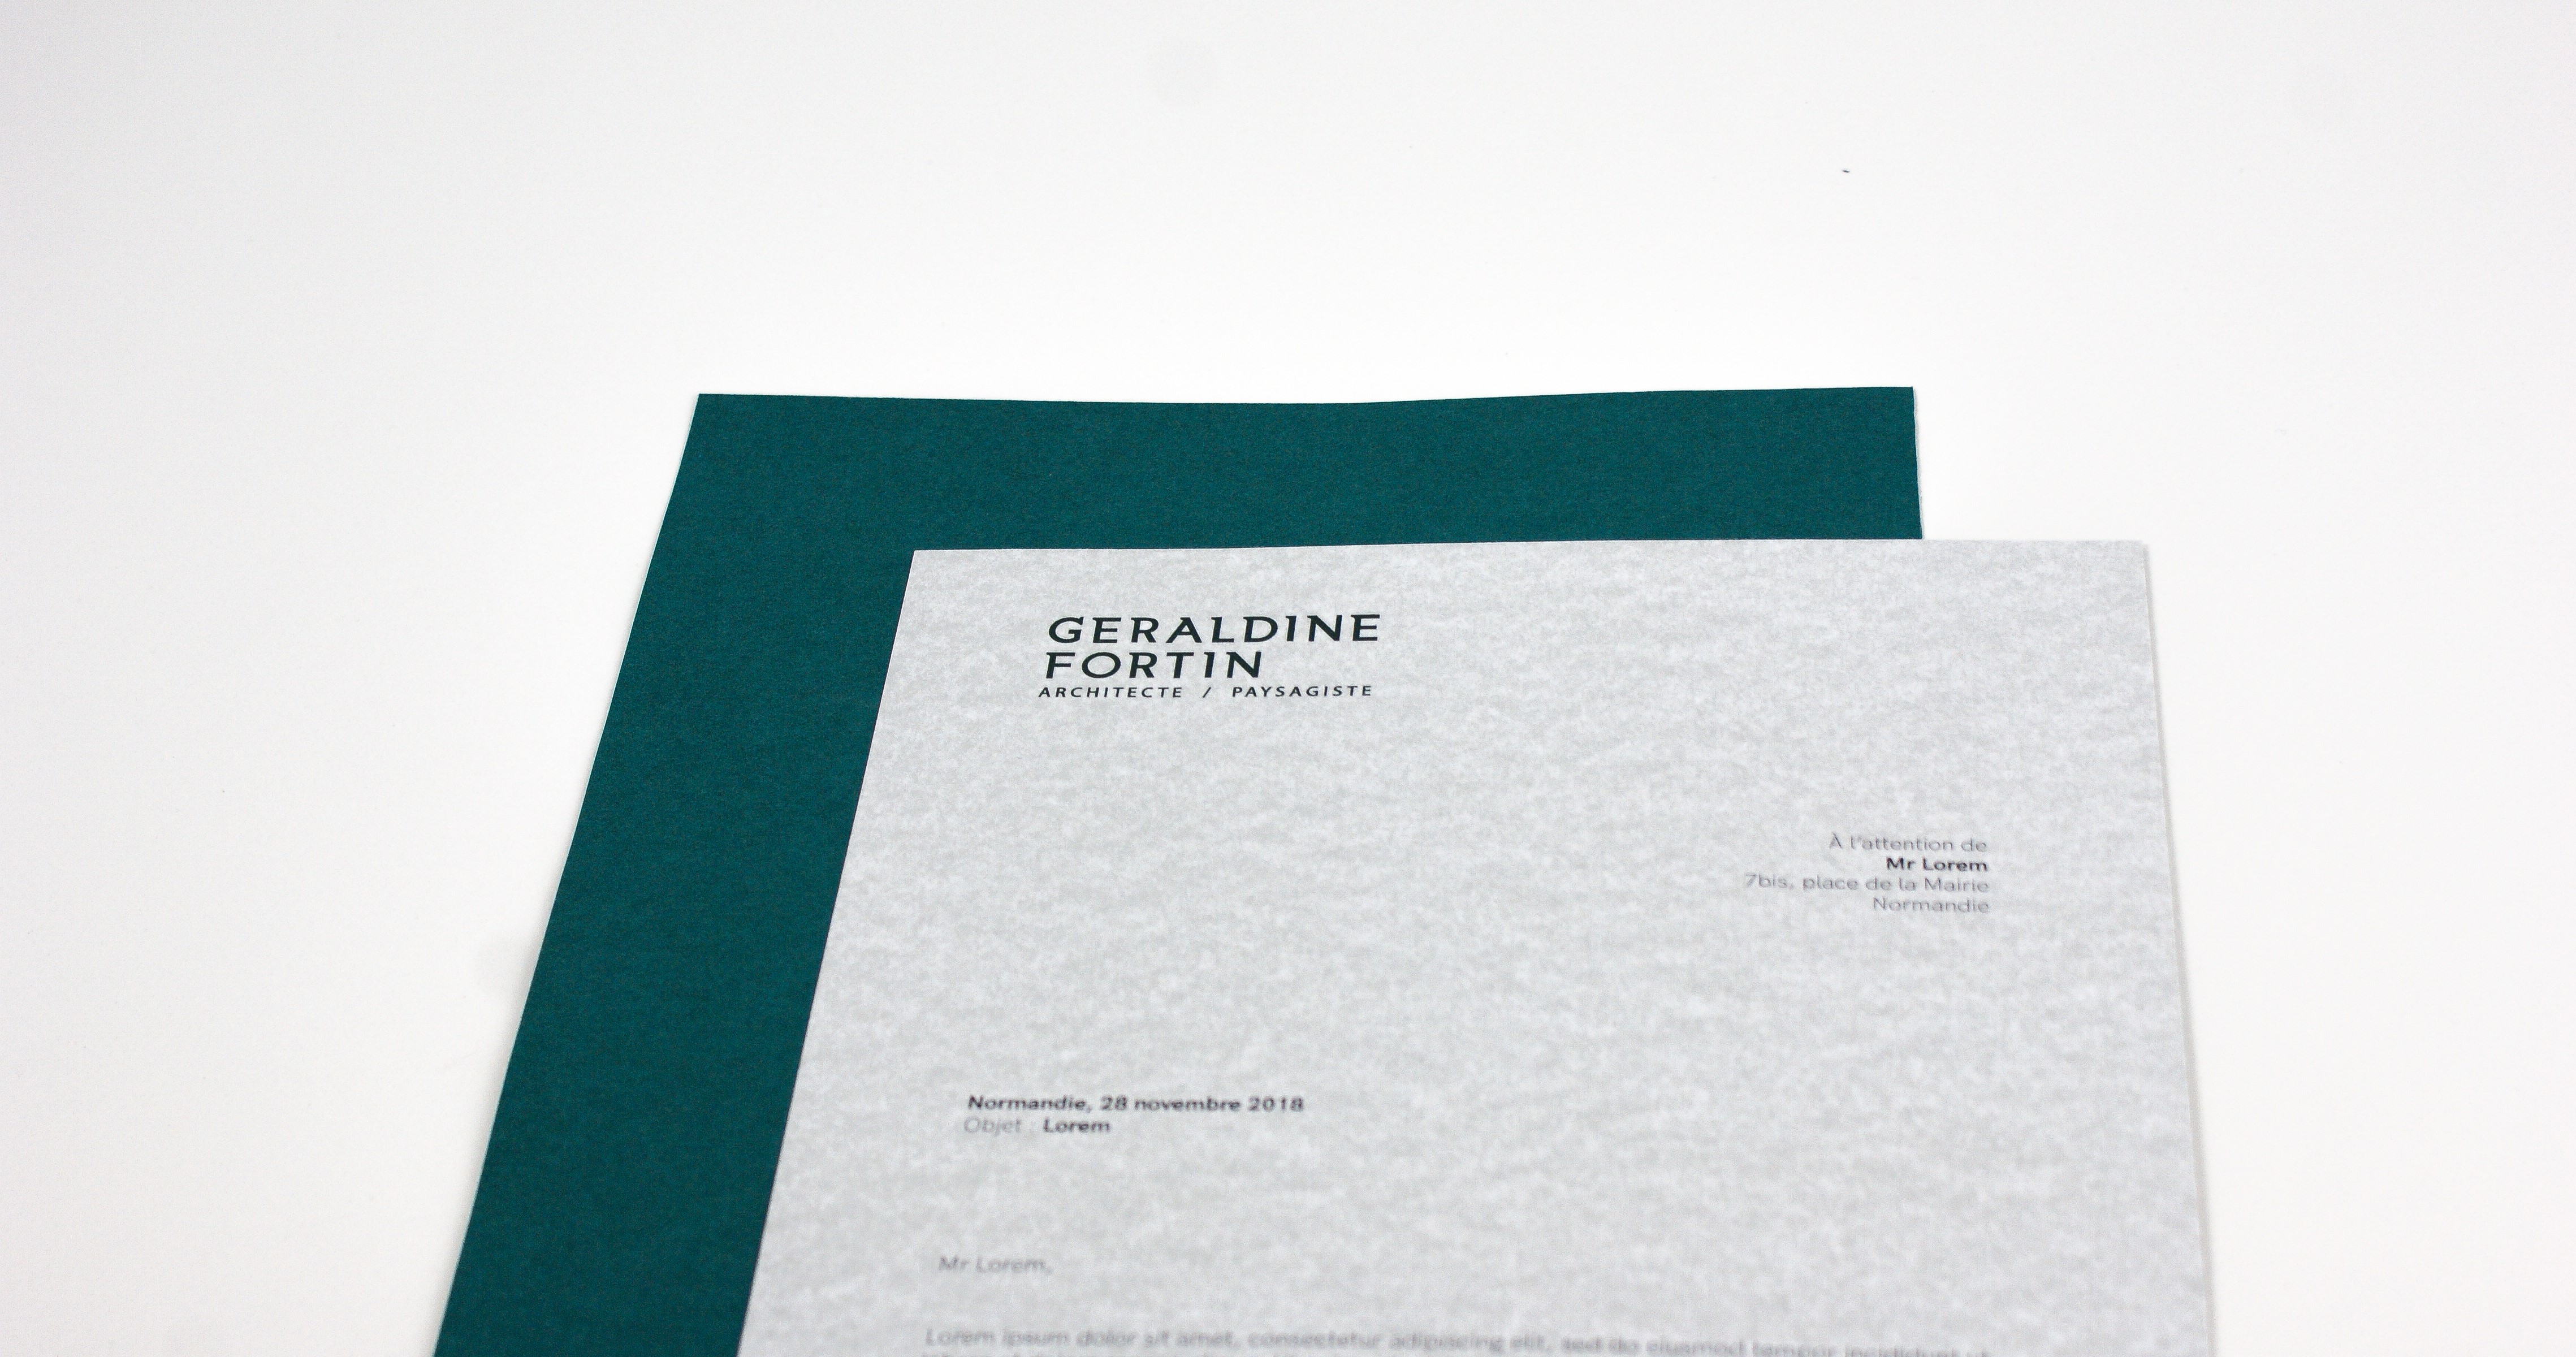 GERALDINE
FORTIN
ARCHITECTE / PAYSAGISTE
À l'attention de
Mr Lorem
7bis, place de la Mairie
Normandie
Normandie, 28 novembre 2018
Objet : Lorem
Mr Lorem,
Lorem ipsum dolor sit amet, consectetur adipiscing elit, sed do eiusmod tempor incididunt ut